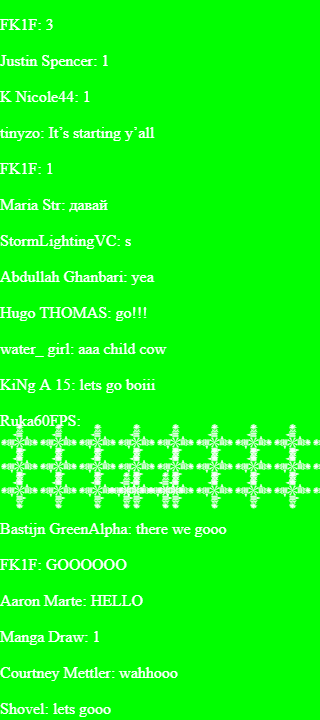 FK1F: 3
Justin Spencer: 1
K Nicole44: 1
tinyzo: It's starting y'all
FK1F: 1
Maria Str: давай
StormLightingVC: s
Abdullah Ghanbari: yea
Hugo THOMAS: go!!!
water_ girl: aaa child cow
KiNg A 15: lets go boiii
Ruka60FPS:
Bastijn GreenAlpha: there we gooo
FK1F: GOOOOOO
Aaron Marte: HELLO
Manga Draw: 1
Courtney Mettler: wahhooo
Shovel: lets gooo